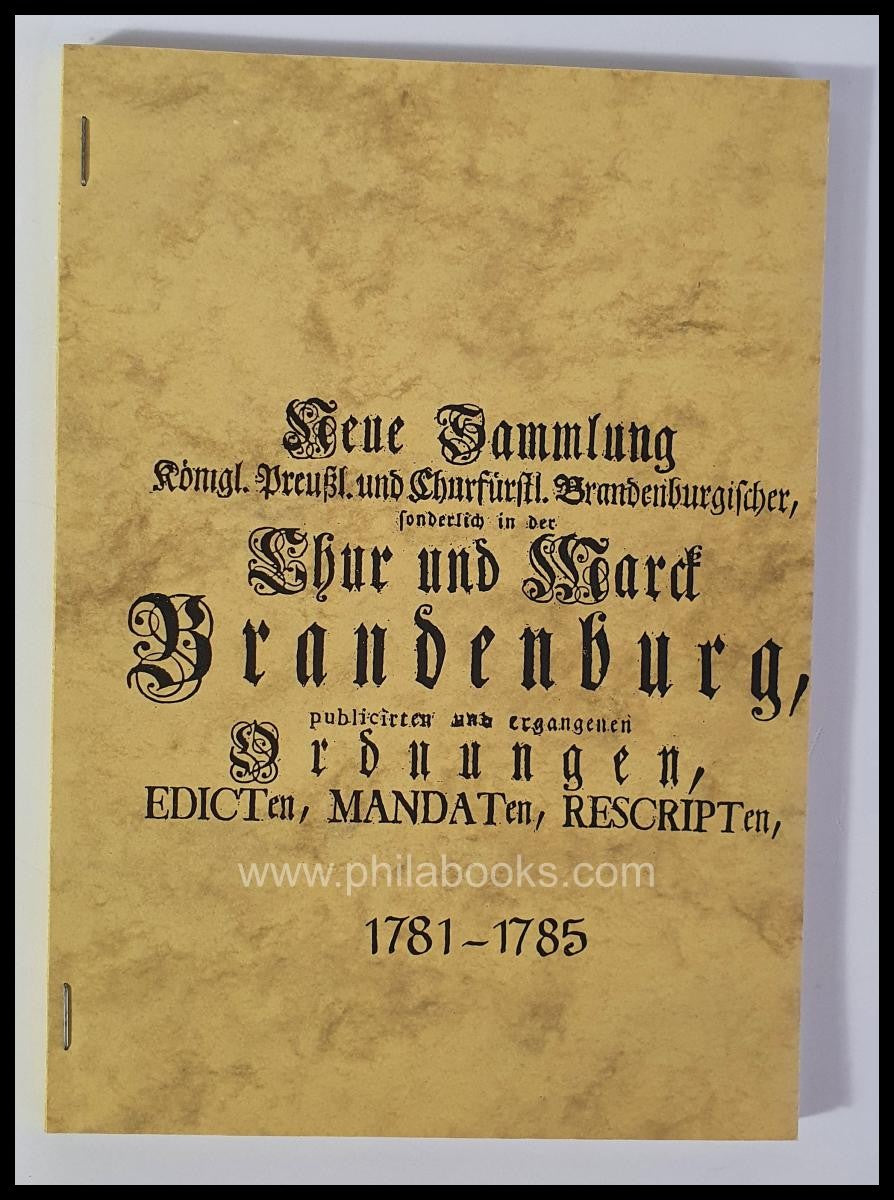 Neue Sammlung
Königl. Preußl. und Churfürstl. Brandenburgischer,
sonderlich in der
Chur und Marck
Brandenburg,
publicirten und ergangenen
Ordnungen,
EDICTen, MANDATen, RESCRIPTen,
www.philabooks.com
1781-1785